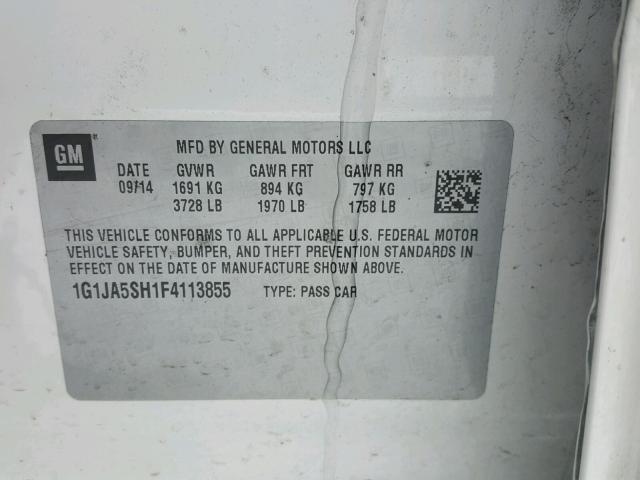 GM
MFD BY GENERAL MOTORS LLC
DATE GVWR GAWR FRT GAWR RR
09/14 1691 KG 894 KG 797 KG
3728 LB 1970 LB 1758 LB
THIS VEHICLE CONFORMS TO ALL APPLICABLE U.S. FEDERAL MOTOR
VEHICLE SAFETY, BUMPER, AND THEFT PREVENTION STANDARDS IN
EFFECT ON THE DATE OF MANUFACTURE SHOWN ABOVE.
1G1JA5SH1F4113855 TYPE: PASS CAR